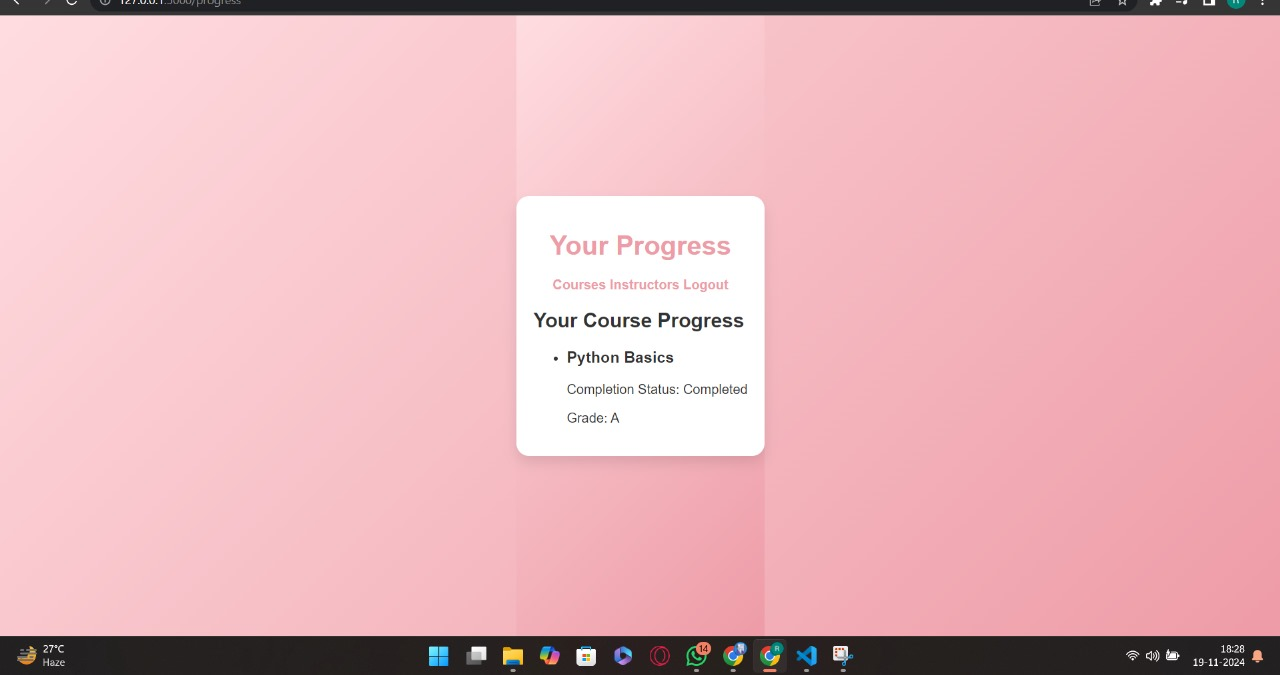 127.0.0.1:5000/progress
Your Progress
Courses Instructors Logout
Your Course Progress
• Python Basics
Completion Status: Completed
Grade: A
27°C
Haze
14
R
18:28
19-11-2024